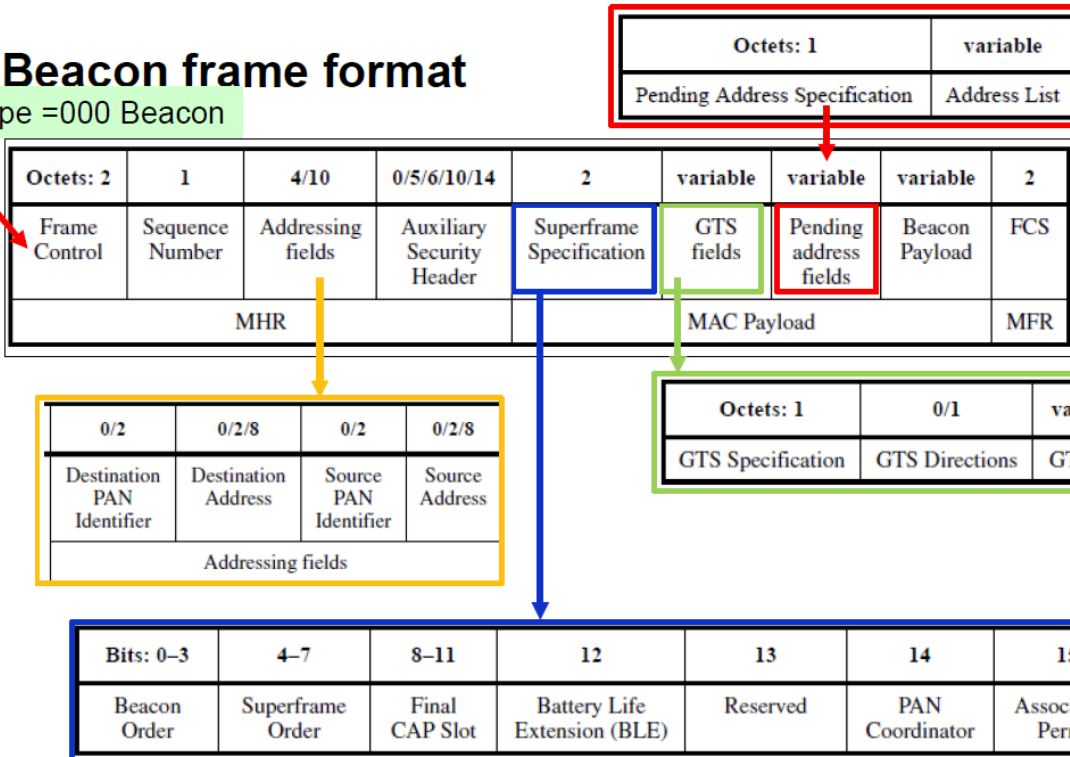 Beacon frame format
pe =000 Beacon
Octets: 1 variable
Pending Address Specification Address List
Octets: 2 1 4/10 0/5/6/10/14 2 variable variable variable 2
Frame Control Sequence Number Addressing fields Auxiliary Security Header Superframe Specification GTS fields Pending address fields Beacon Payload FCS
MHR MAC Payload MFR
0/2 0/2/8 0/2 0/2/8
Destination PAN Identifier Destination Address Source PAN Identifier Source Address
Addressing fields
Octets: 1 0/1 va
GTS Specification GTS Directions GT
Bits: 0–3 4–7 8–11 12 13 14
Beacon Order Superframe Order Final CAP Slot Battery Life Extension (BLE) Reserved PAN Coordinator Assoc Per